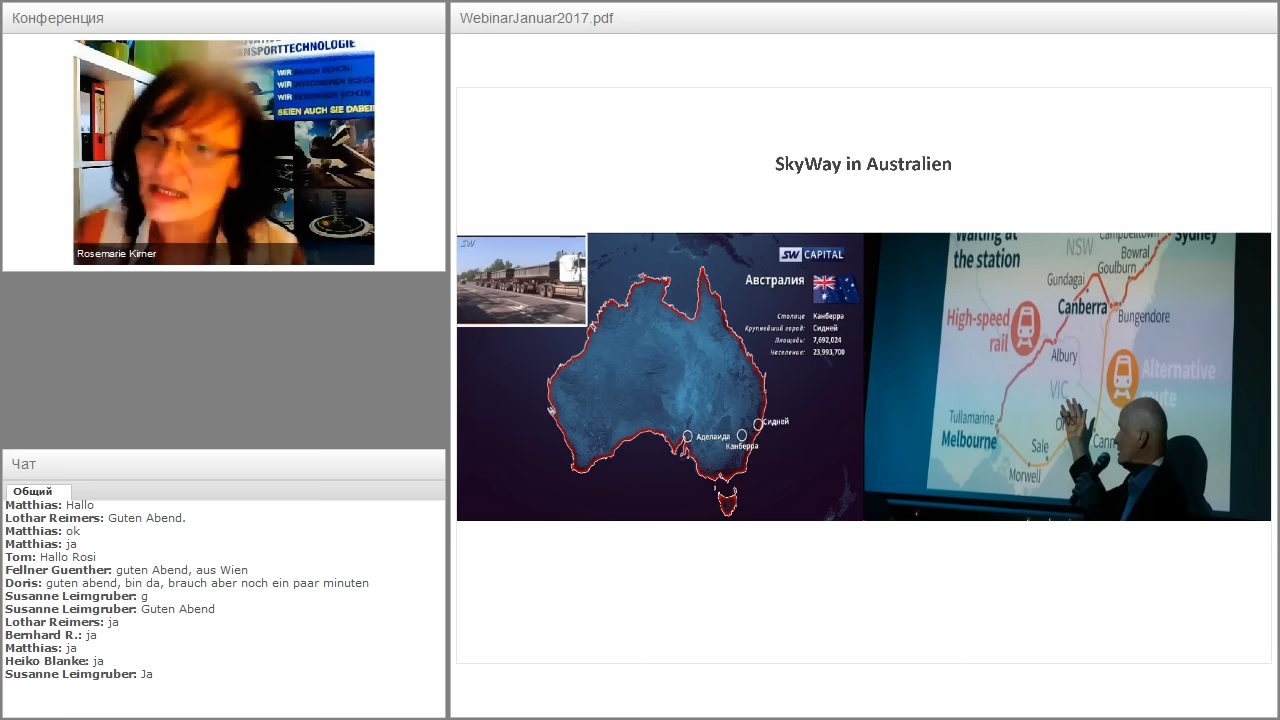 Конференция
WebinarJanuar2017.pdf
NSPORTTECHNOLOGIE
WIR
WIR
WIR
SEIEN AUCH SIE DABEI
Rosemarie Kirner
SkyWay in Australien
SW
SW CAPITAL
Австралия
Столица Канберра
Крупнейший город: Сидней
Площадь: 7,692,024
Население: 23,993,700
Аделаида
Сидней
Канберра
Waiting at
the station
Sydney
NSW
Campbelltown
Bowral
Goulburn
Gundagai
Canberra
Bungendore
High-speed
rail
Albury
Alternative
route
VIC
Tullamarine
Melbourne
Sale
Morwell
Чат
Общий
Matthias: Hallo
Lothar Reimers: Guten Abend.
Matthias: ok
Matthias: ja
Tom: Hallo Rosi
Fellner Guenther: guten Abend, aus Wien
Doris: guten abend, bin da, brauch aber noch ein paar minuten
Susanne Leimgruber: g
Susanne Leimgruber: Guten Abend
Lothar Reimers: ja
Bernhard R.: ja
Matthias: ja
Heiko Blanke: ja
Susanne Leimgruber: Ja